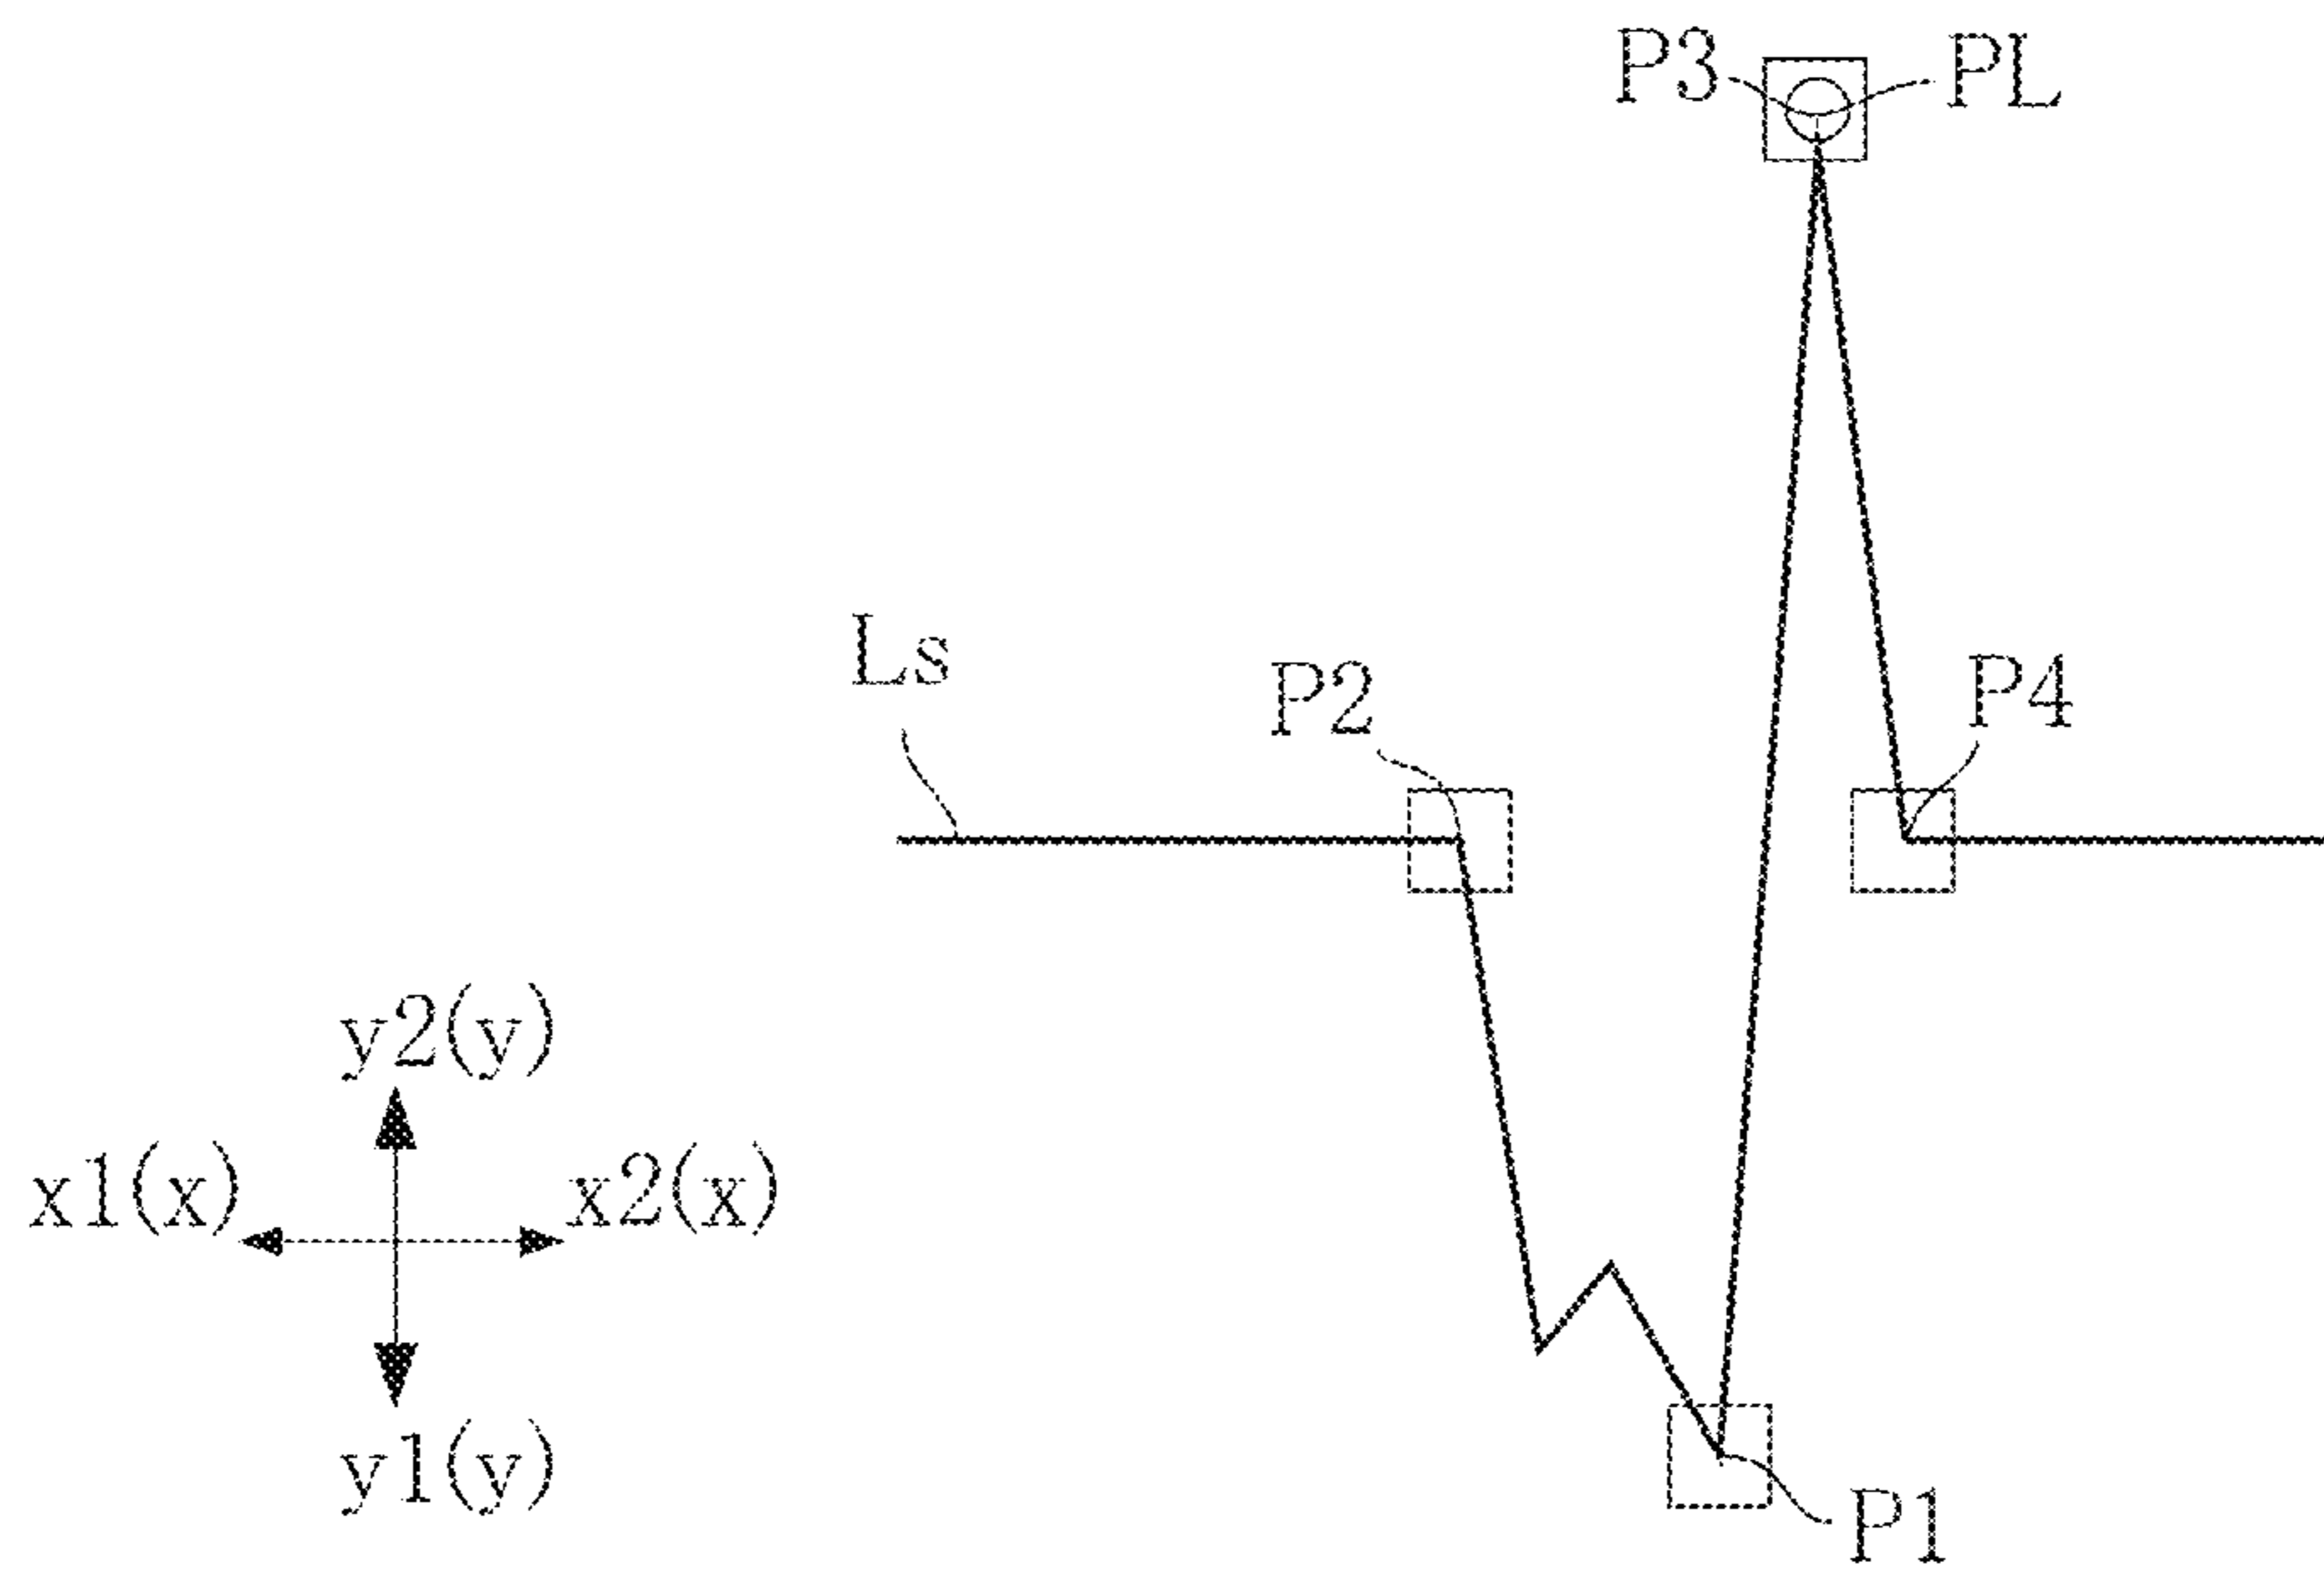 P3 PL
Ls
P2
P4
y2(y)
x1(x) x2(x)
y1(y)
P1